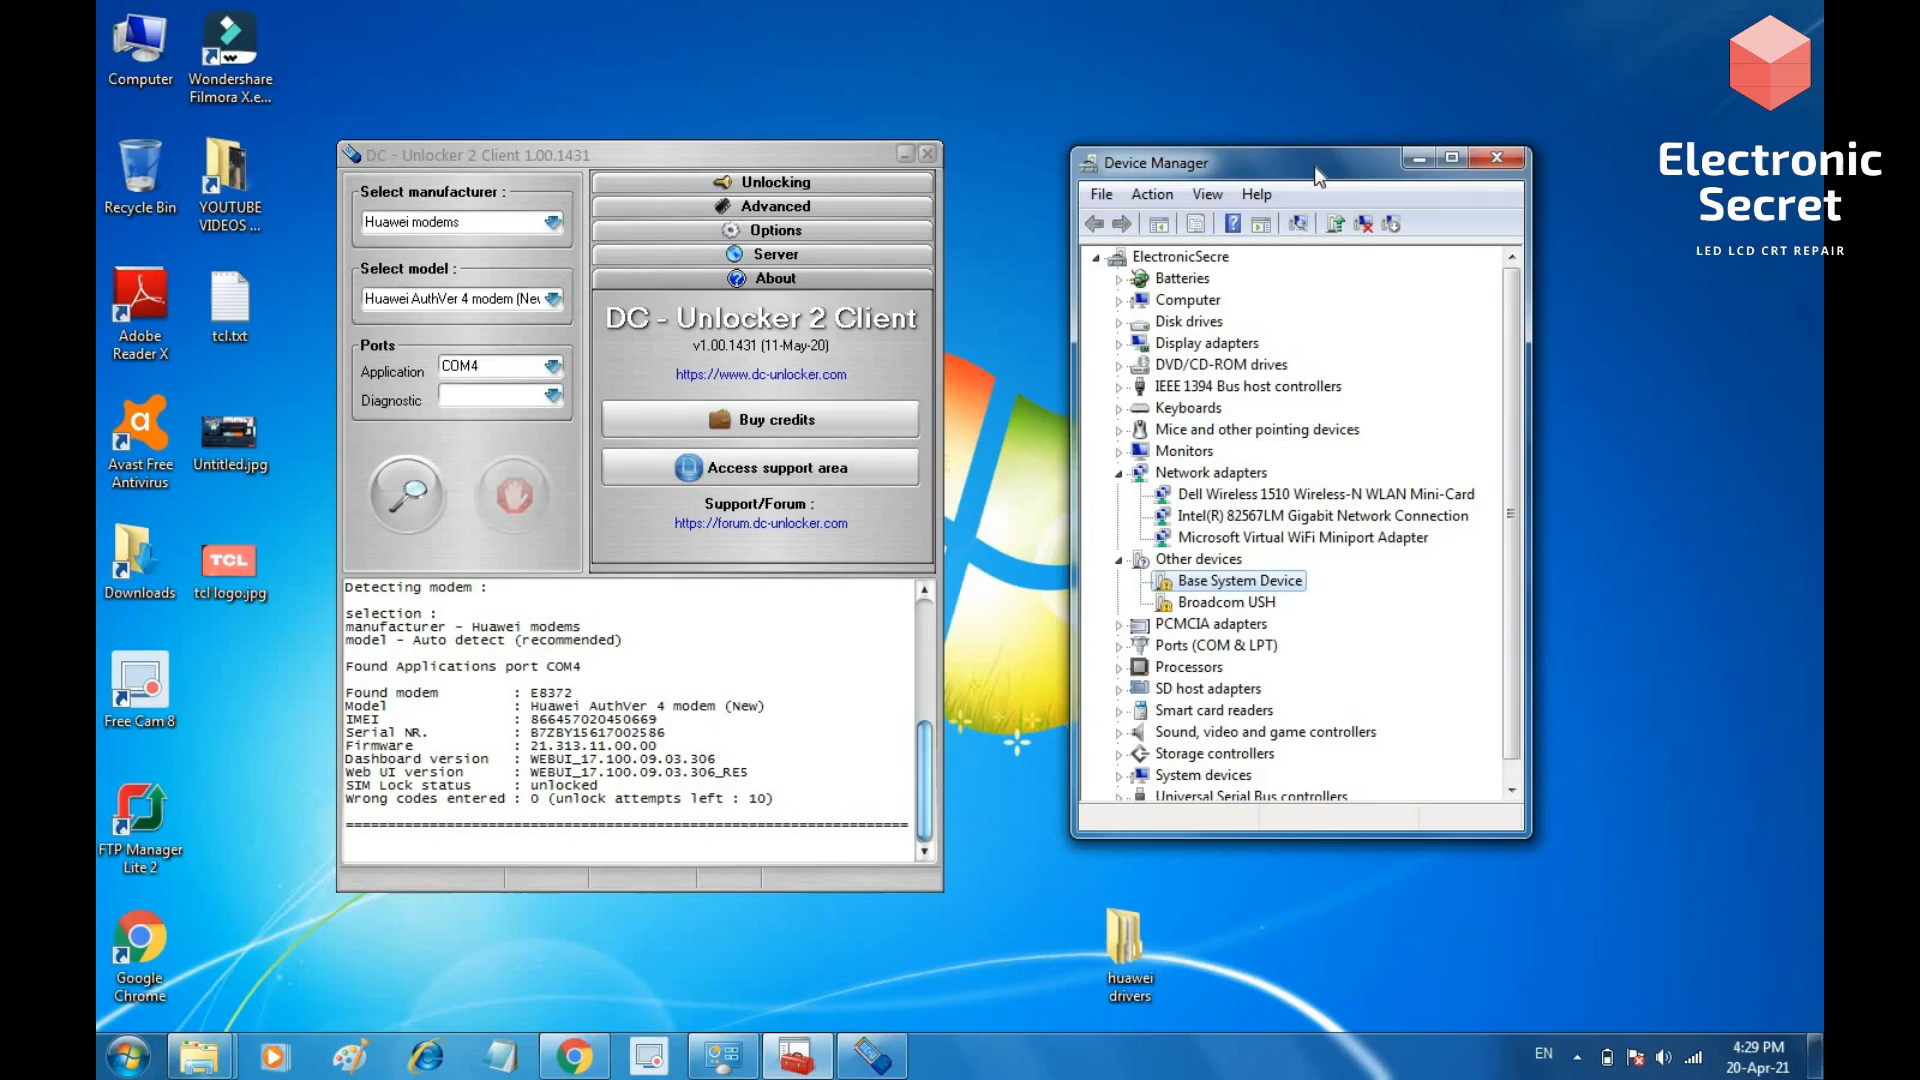 Computer
Wondershare
Filmora X.e...
Recycle Bin
YOUTUBE
VIDEOS ...
Adobe
Reader X
tcl.txt
Avast Free
Antivirus
Untitled.jpg
Downloads
TCL
tcl logo.jpg
Free Cam 8
FTP Manager
Lite 2
Google
Chrome
DC - Unlocker 2 Client 1.00.1431
Select manufacturer :
Huawei modems
Select model :
Huawei AuthVer 4 modem (Nev
Ports
Application
COM4
Diagnostic
Unlocking
Advanced
Options
Server
About
DC - Unlocker 2 Client
v1.00.1431 (11-May-20)
https://www.dc-unlocker.com
Buy credits
Access support area
Support/Forum :
https://forum.dc-unlocker.com
Detecting modem :
selection :
manufacturer - Huawei modems
model - Auto detect (recommended)
Found Applications port COM4
Found modem : E8372
Model : Huawei AuthVer 4 modem (New)
IMEI : 866457020450669
Serial NR. : B7ZBY15617002586
Firmware : 21.313.11.00.00
Dashboard version : WEBUI_17.100.09.03.306
Web UI version : WEBUI_17.100.09.03.306_RE5
SIM Lock status : unlocked
Wrong codes entered : 0 (unlock attempts left : 10)
===================================================================
Device Manager
File Action View Help
ElectronicSecre
Batteries
Computer
Disk drives
Display adapters
DVD/CD-ROM drives
IEEE 1394 Bus host controllers
Keyboards
Mice and other pointing devices
Monitors
Network adapters
Dell Wireless 1510 Wireless-N WLAN Mini-Card
Intel(R) 82567LM Gigabit Network Connection
Microsoft Virtual WiFi Miniport Adapter
Other devices
Base System Device
Broadcom USH
PCMCIA adapters
Ports (COM & LPT)
Processors
SD host adapters
Smart card readers
Sound, video and game controllers
Storage controllers
System devices
Universal Serial Bus controllers
huawei
drivers
Electronic
Secret
LED LCD CRT REPAIR
EN
4:29 PM
20-Apr-21